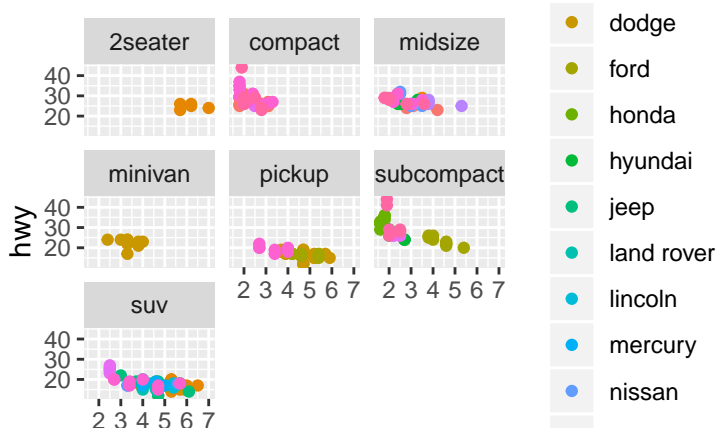 2seater
compact
midsize
40
30
20
minivan
pickup
subcompact
40
30
20
2 3 4 5 6 7
2 3 4 5 6 7
suv
40
30
20
2 3 4 5 6 7
hwy
dodge
ford
honda
hyundai
jeep
land rover
lincoln
mercury
nissan